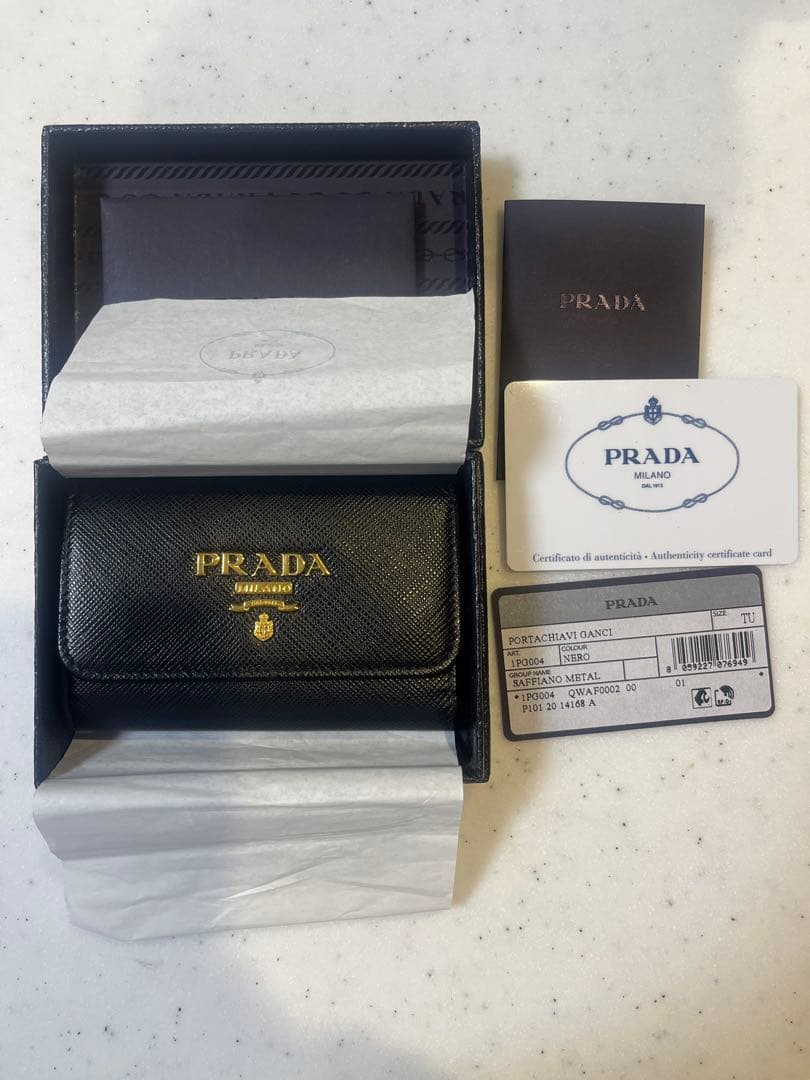 PRADA
PRADA
MILANO
PRADA
PRADA
MILANO
DAL 1913
Certificato di autenticità • Authenticity certificate card
PRADA
PORTACHIAVI GANCI
SIZE
TU
ART.
1PG004
COLOUR
NERO
8 059227 076949
GROUP NAME
SAFFIANO METAL
•1PG004 QWAF0002 00 01 •
P101 20 14168 A